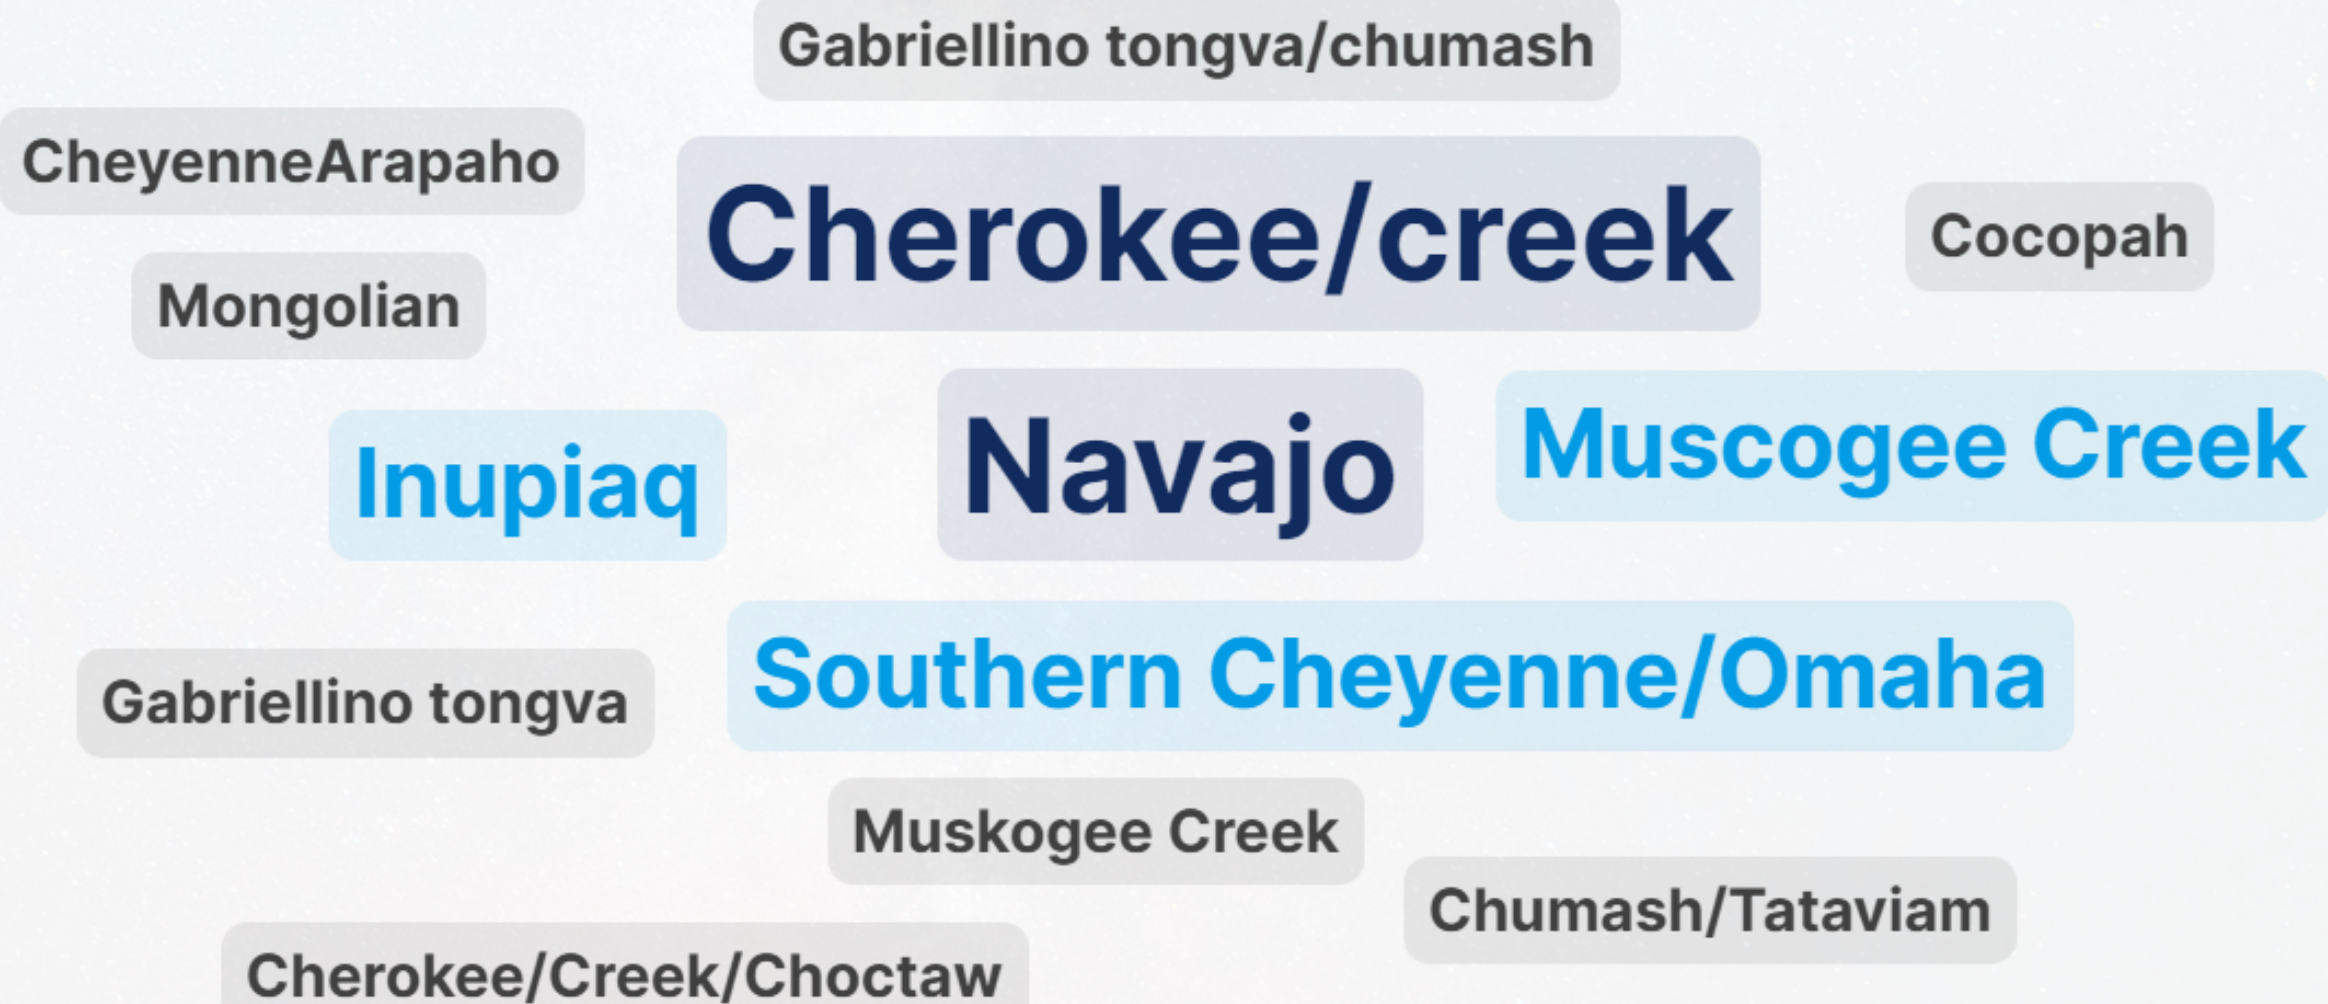 Gabriellino tongva/chumash
CheyenneArapaho
Cherokee/creek
Cocopah
Mongolian
Navajo
Muscogee Creek
Inupiaq
Southern Cheyenne/Omaha
Gabriellino tongva
Muskogee Creek
Chumash/Tataviam
Cherokee/Creek/Choctaw